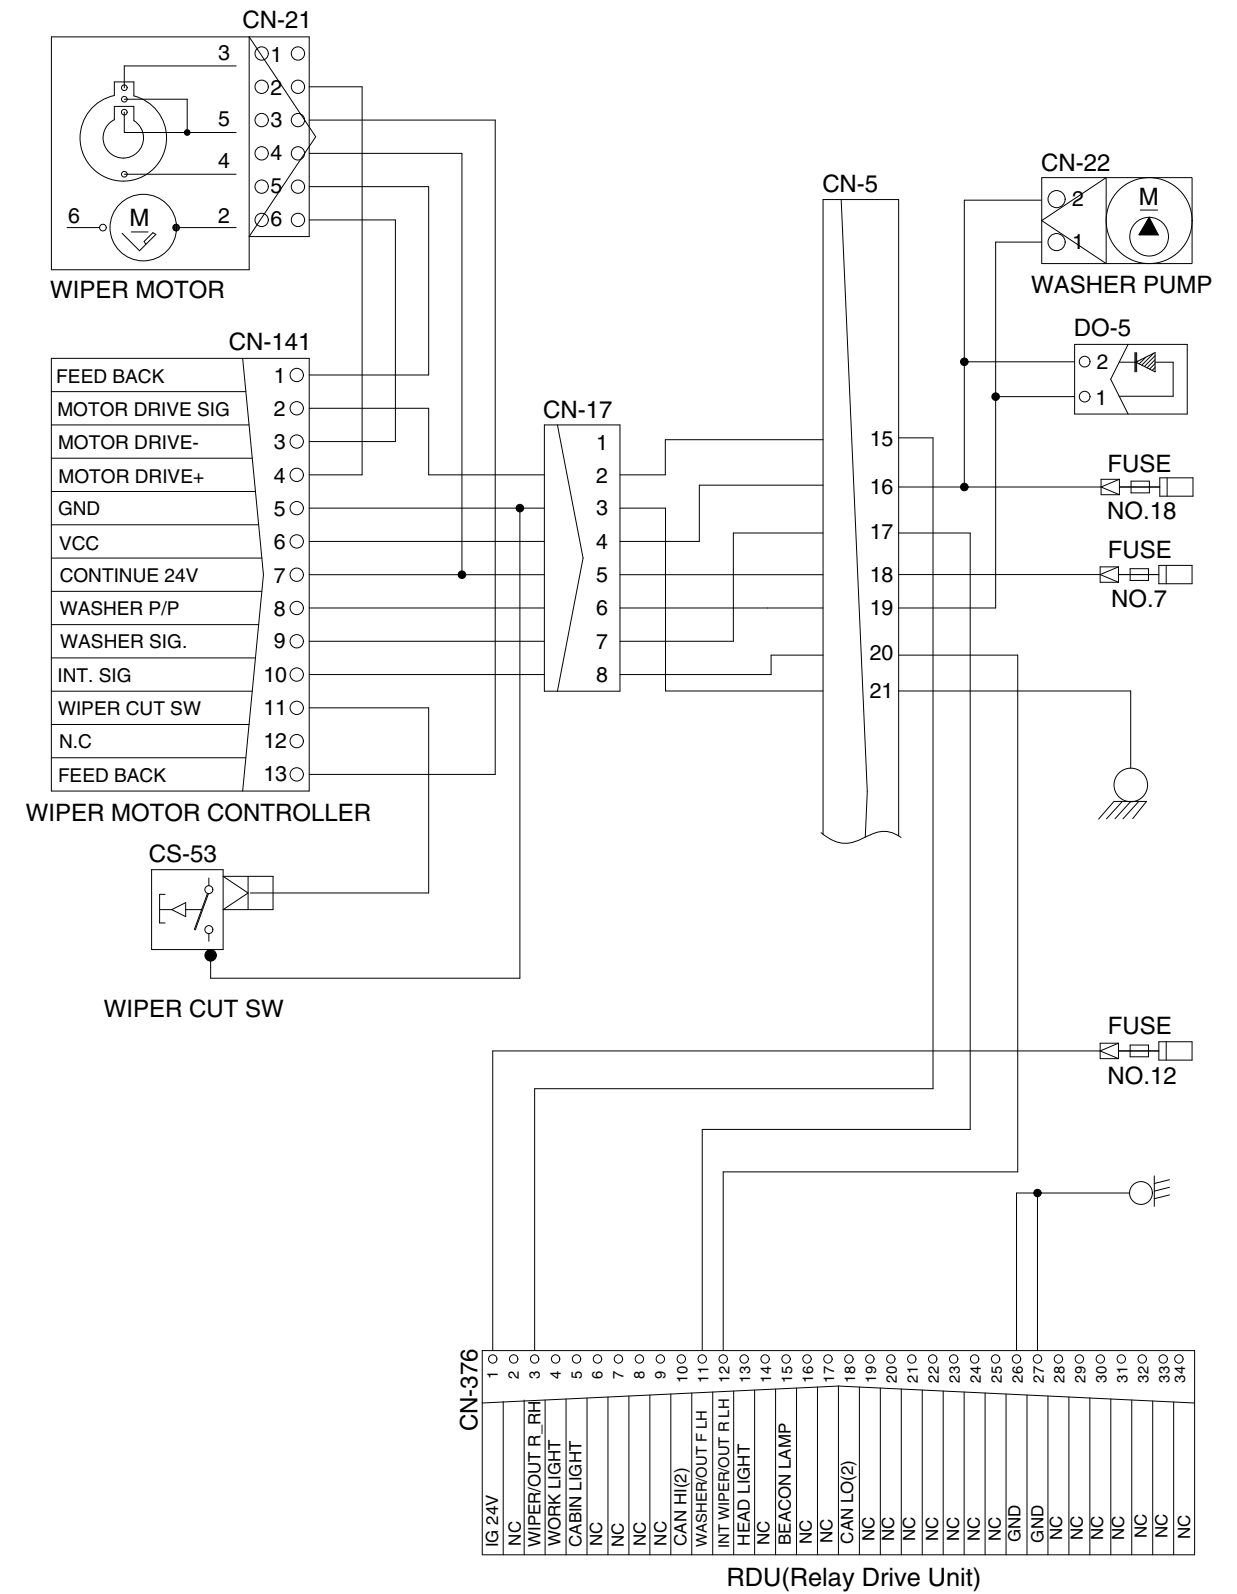 CN-21
3
5
4
6
M
2
1
2
3
4
5
6
WIPER MOTOR
CN-141
FEED BACK 1
MOTOR DRIVE SIG 2
MOTOR DRIVE- 3
MOTOR DRIVE+ 4
GND 5
VCC 6
CONTINUE 24V 7
WASHER P/P 8
WASHER SIG. 9
INT. SIG 10
WIPER CUT SW 11
N.C 12
FEED BACK 13
WIPER MOTOR CONTROLLER
CS-53
WIPER CUT SW
CN-17
1
2
3
4
5
6
7
8
CN-5
15
16
17
18
19
20
21
CN-22
2
1
M
WASHER PUMP
DO-5
2
1
FUSE
NO.18
FUSE
NO.7
FUSE
NO.12
CN-376
1 IG 24V
2 NC
3 WIPER/OUT R_RH
4 WORK LIGHT
5 CABIN LIGHT
6 NC
7 NC
8 NC
9 NC
10 CAN HI(2)
11 WASHER/OUT F LH
12 INT WIPER/OUT R LH
13 HEAD LIGHT
14 NC
15 BEACON LAMP
16 NC
17 NC
18 CAN LO(2)
19 NC
20 NC
21 NC
22 NC
23 NC
24 NC
25 NC
26 GND
27 GND
28 NC
29 NC
30 NC
31 NC
32 NC
33 NC
34 NC
RDU(Relay Drive Unit)